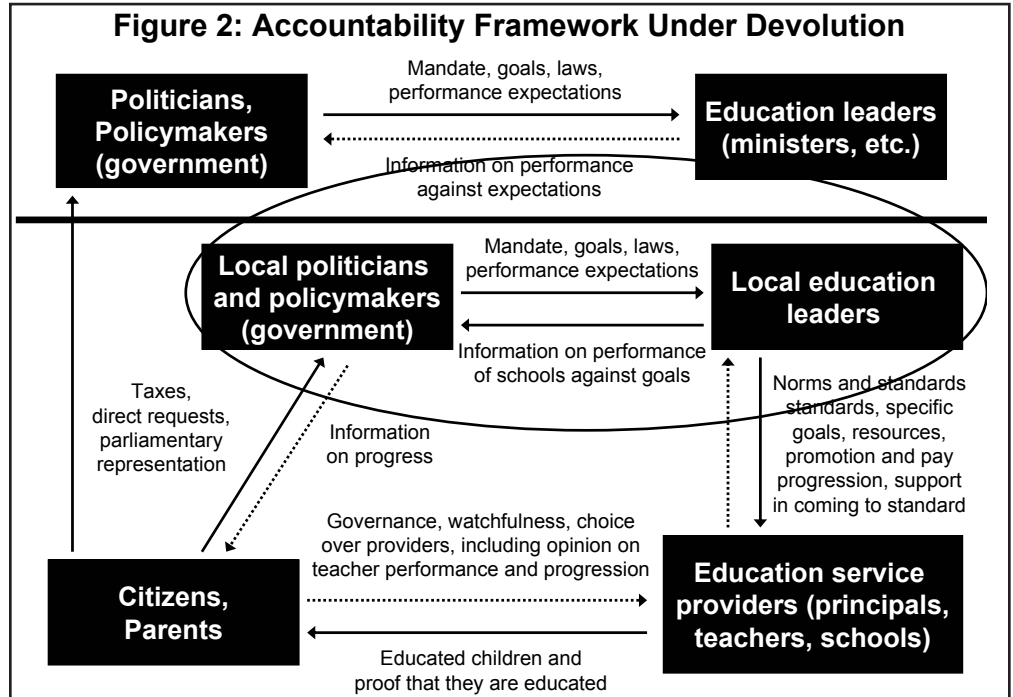 Figure 2: Accountability Framework Under Devolution
Mandate, goals, laws,
performance expectations
Politicians,
Policymakers
(government)
Education leaders
(ministers, etc.)
Information on performance
against expectations
Mandate, goals, laws,
performance expectations
Local politicians
and policymakers
(government)
Local education
leaders
Information on performance
of schools against goals
Taxes,
direct requests,
parliamentary
representation
Information
on progress
Norms and standards
standards, specific
goals, resources,
promotion and pay
progression, support
in coming to standard
Governance, watchfulness, choice
over providers, including opinion on
teacher performance and progression
Citizens,
Parents
Education service
providers (principals,
teachers, schools)
Educated children and
proof that they are educated